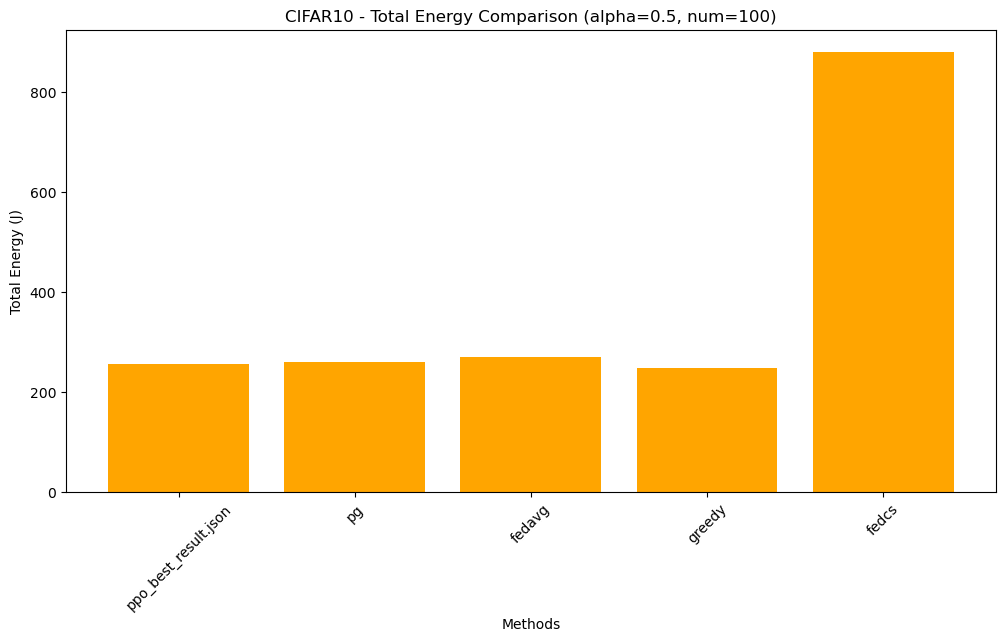 CIFAR10 - Total Energy Comparison (alpha=0.5, num=100)
Total Energy (J)
800
600
400
200
0
ppo_best_result.json
pg
fedavg
greedy
fedcs
Methods